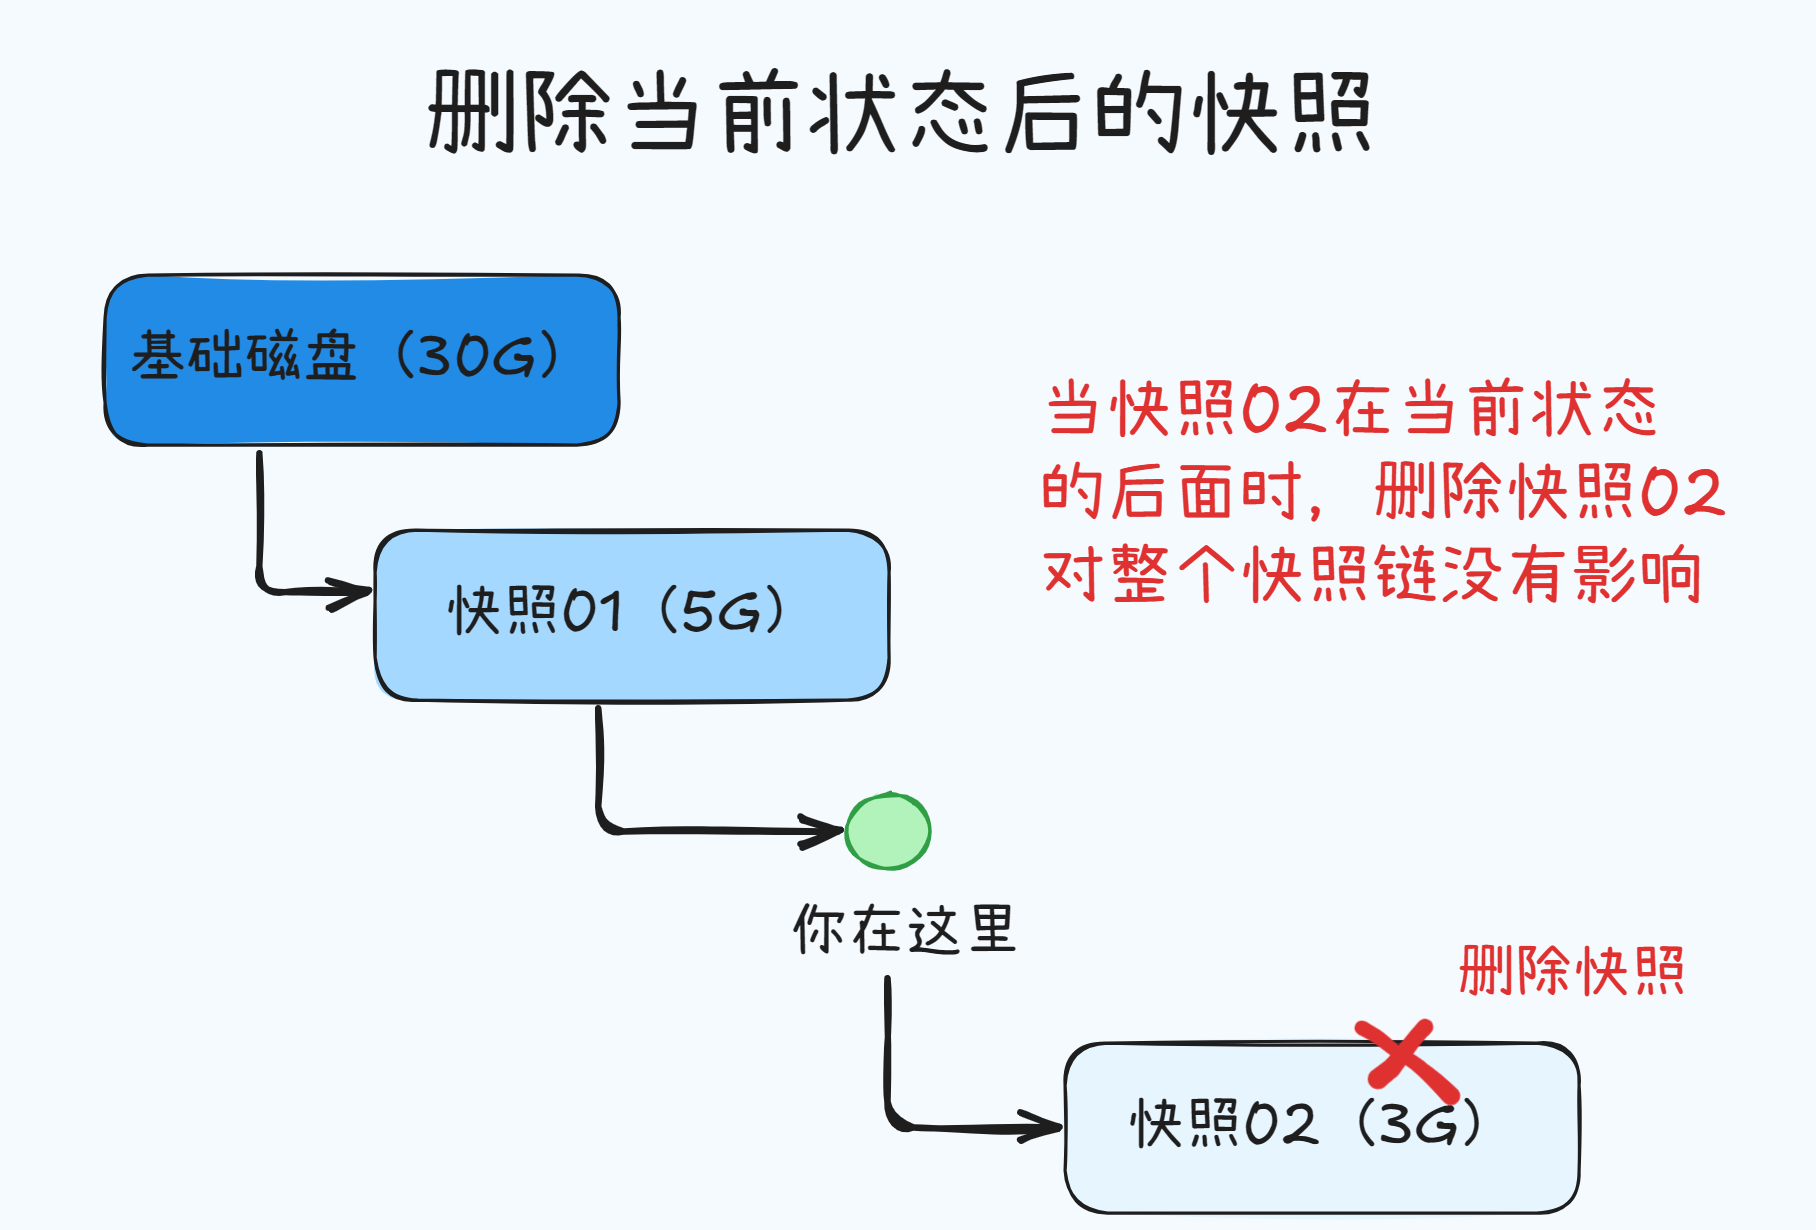 删除当前状态后的快照
基础磁盘（30G）
当快照02在当前状态
的后面时，删除快照02
对整个快照链没有影响
快照01（5G）
你在这里
删除快照
快照02（3G）